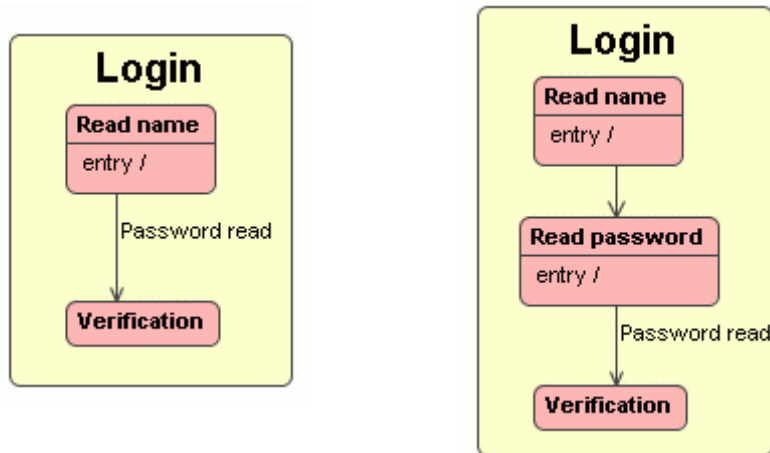 Login
Read name
entry /
Password read
Verification
Login
Read name
entry /
Read password
entry /
Password read
Verification